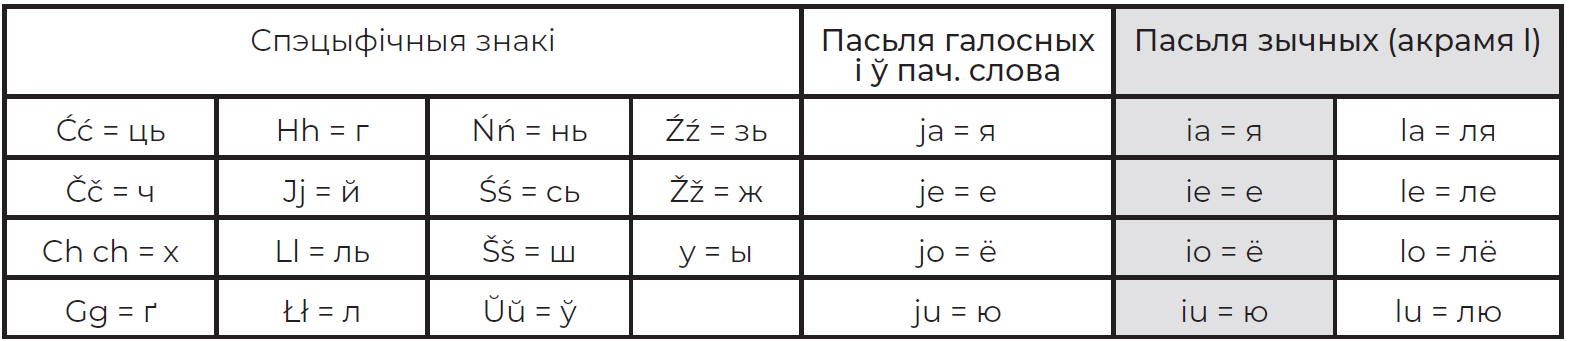 Спэцыфічныя знакі
Пасьля галосных
і ў пач. слова
Пасьля зычных (акрамя l)
Ćć = ць
Hh = г
Ńń = нь
Źź = зь
ja = я
ia = я
la = ля
Čč = ч
Jj = й
Śś = сь
Žž = ж
je = е
ie = е
le = ле
Ch ch = х
Ll = ль
Šš = ш
y = ы
jo = ё
io = ё
lo = лё
Gg = ґ
Łł = л
Ŭŭ = ў
ju = ю
iu = ю
lu = лю